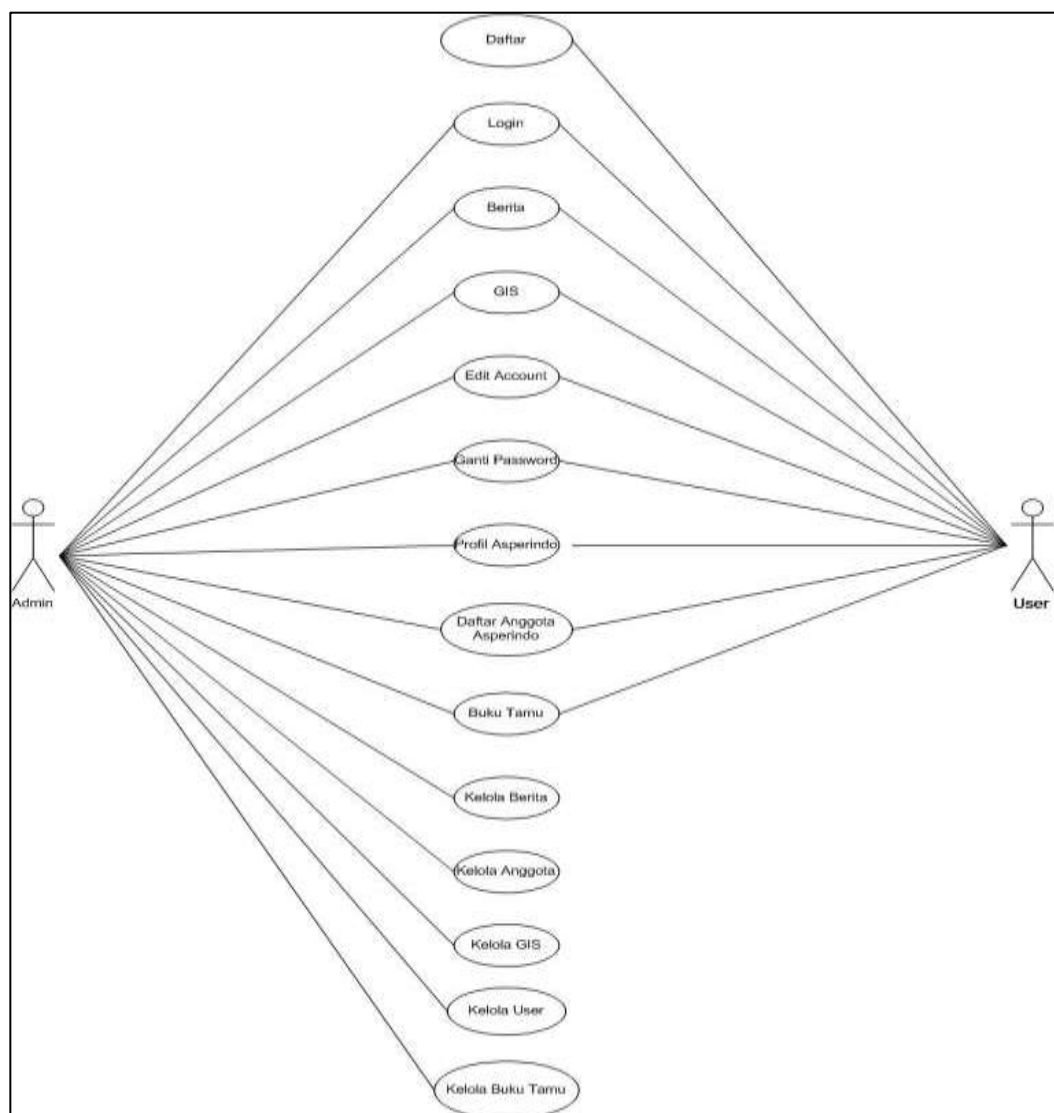 Daftar
Login
Berita
GIS
Edit Account
Ganti Password
Profil Asperindo
Admin
User
Daftar Anggota
Asperindo
Buku Tamu
Kelola Berita
Kelola Anggota
Kelola GIS
Kelola User
Kelola Buku Tamu